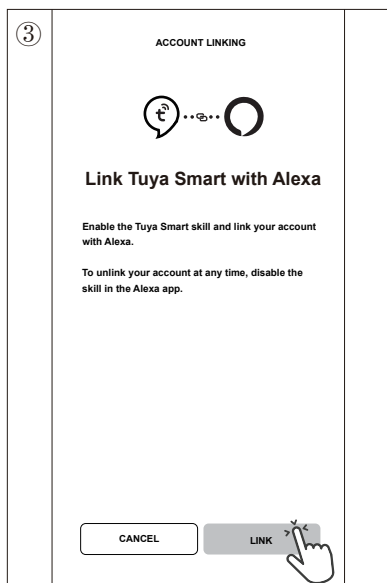 ③
ACCOUNT LINKING
Link Tuya Smart with Alexa
Enable the Tuya Smart skill and link your account
with Alexa.
To unlink your account at any time, disable the
skill in the Alexa app.
CANCEL
LINK